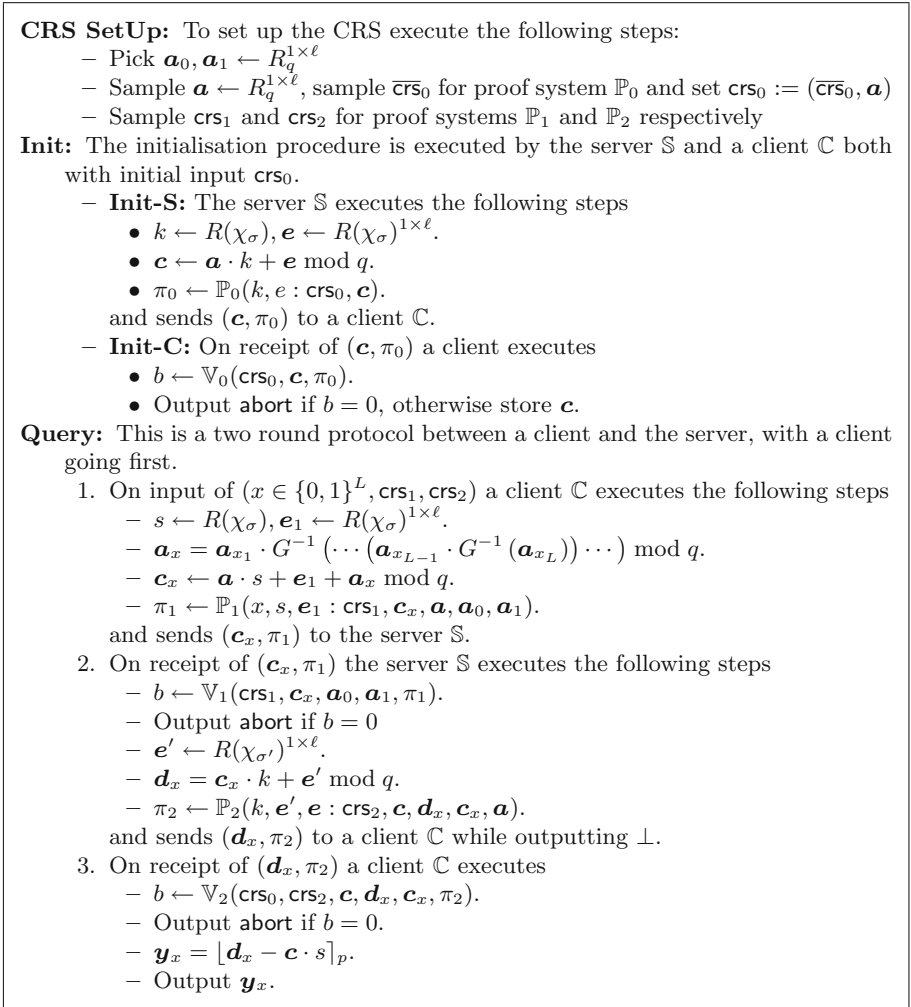 CRS SetUp: To set up the CRS execute the following steps:
– Pick 𝒂₀, 𝒂₁ ← R_q^{1×ℓ}
– Sample 𝒂 ← R_q^{1×ℓ}, sample \overline{crs}₀ for proof system ℙ₀ and set crs₀ := (\overline{crs}₀, 𝒂)
– Sample crs₁ and crs₂ for proof systems ℙ₁ and ℙ₂ respectively
Init: The initialisation procedure is executed by the server 𝕊 and a client ℂ both
with initial input crs₀.
– Init-S: The server 𝕊 executes the following steps
• k ← R(χ_σ), 𝒆 ← R(χ_σ)^{1×ℓ}.
• 𝒄 ← 𝒂 · k + 𝒆 mod q.
• π₀ ← ℙ₀(k, e : crs₀, 𝒄).
and sends (𝒄, π₀) to a client ℂ.
– Init-C: On receipt of (𝒄, π₀) a client executes
• b ← 𝕍₀(crs₀, 𝒄, π₀).
• Output abort if b = 0, otherwise store 𝒄.
Query: This is a two round protocol between a client and the server, with a client
going first.
1. On input of (x ∈ {0, 1}^L, crs₁, crs₂) a client ℂ executes the following steps
– s ← R(χ_σ), 𝒆₁ ← R(χ_σ)^{1×ℓ}.
– 𝒂_x = 𝒂_{x₁} · G^{−1} (··· (𝒂_{x_{L−1}} · G^{−1} (𝒂_{x_L})) ···) mod q.
– 𝒄_x ← 𝒂 · s + 𝒆₁ + 𝒂_x mod q.
– π₁ ← ℙ₁(x, s, 𝒆₁ : crs₁, 𝒄_x, 𝒂, 𝒂₀, 𝒂₁).
and sends (𝒄_x, π₁) to the server 𝕊.
2. On receipt of (𝒄_x, π₁) the server 𝕊 executes the following steps
– b ← 𝕍₁(crs₁, 𝒄_x, 𝒂₀, 𝒂₁, π₁).
– Output abort if b = 0
– 𝒆′ ← R(χ_{σ′})^{1×ℓ}.
– 𝒅_x = 𝒄_x · k + 𝒆′ mod q.
– π₂ ← ℙ₂(k, 𝒆′, 𝒆 : crs₂, 𝒄, 𝒅_x, 𝒄_x, 𝒂).
and sends (𝒅_x, π₂) to a client ℂ while outputting ⊥.
3. On receipt of (𝒅_x, π₂) a client ℂ executes
– b ← 𝕍₂(crs₀, crs₂, 𝒄, 𝒅_x, 𝒄_x, π₂).
– Output abort if b = 0.
– 𝒚_x = ⌊𝒅_x − 𝒄 · s⌉_p.
– Output 𝒚_x.